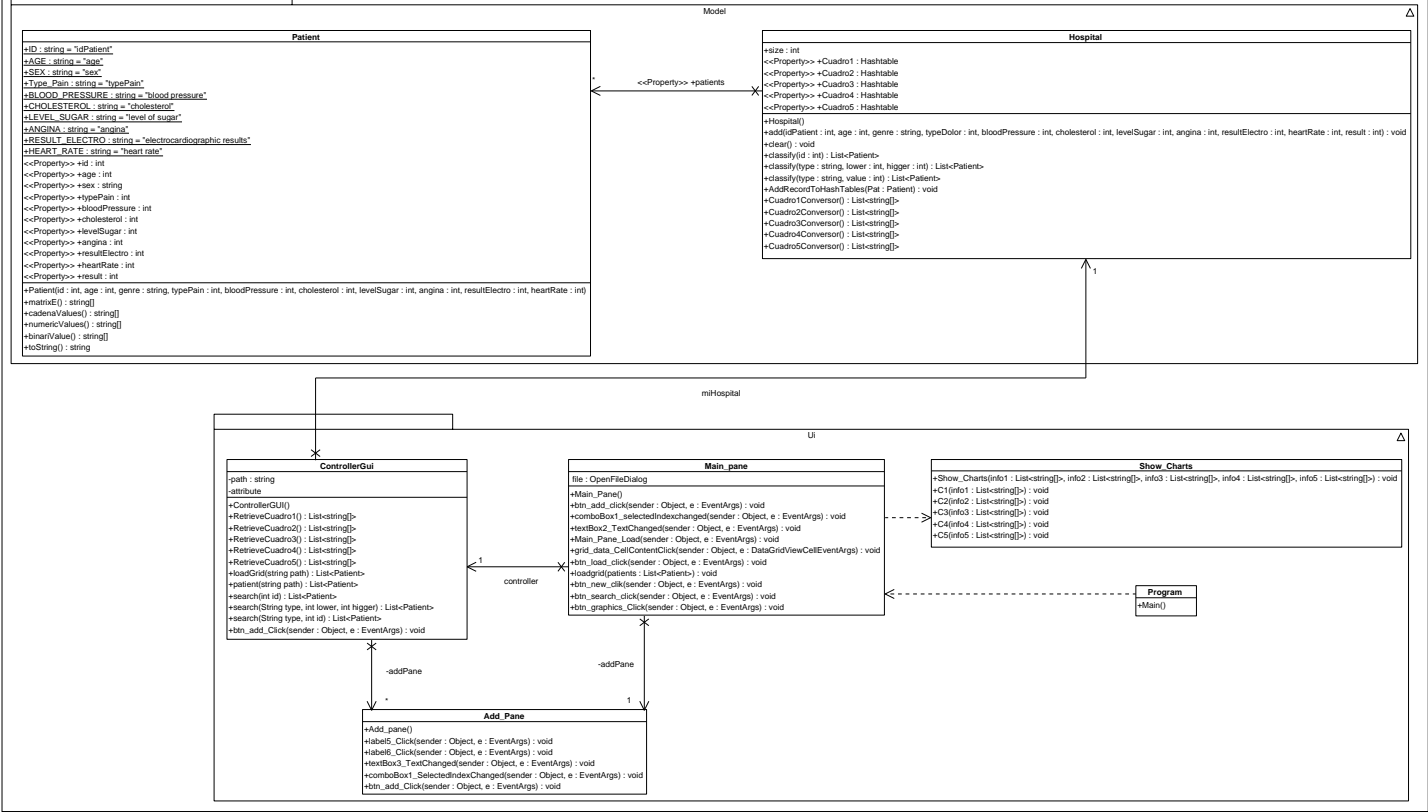 Model
Patient
+ID : string = "idPatient"
+AGE : string = "age"
+SEX : string = "sex"
+Type_Pain : string = "typePain"
+BLOOD_PRESSURE : string = "blood pressure"
+CHOLESTEROL : string = "cholesterol"
+LEVEL_SUGAR : string = "level of sugar"
+ANGINA : string = "angina"
+RESULT_ELECTRO : string = "electrocardiographic results"
+HEART_RATE : string = "heart rate"
<<Property>> +id : int
<<Property>> +age : int
<<Property>> +sex : string
<<Property>> +typePain : int
<<Property>> +bloodPressure : int
<<Property>> +cholesterol : int
<<Property>> +levelSugar : int
<<Property>> +angina : int
<<Property>> +resultElectro : int
<<Property>> +heartRate : int
<<Property>> +result : int
+Patient(id : int, age : int, genre : string, typePain : int, bloodPressure : int, cholesterol : int, levelSugar : int, angina : int, resultElectro : int, heartRate : int)
+matrixE() : string[]
+cadenaValues() : string[]
+numericValues() : string[]
+binariValue() : string[]
+toString() : string
*
<<Property>> +patients
Hospital
+size : int
<<Property>> +Cuadro1 : Hashtable
<<Property>> +Cuadro2 : Hashtable
<<Property>> +Cuadro3 : Hashtable
<<Property>> +Cuadro4 : Hashtable
<<Property>> +Cuadro5 : Hashtable
+Hospital()
+add(idPatient : int, age : int, genre : string, typeDolor : int, bloodPressure : int, cholesterol : int, levelSugar : int, angina : int, resultElectro : int, heartRate : int, result : int) : void
+clear() : void
+classify(id : int) : List<Patient>
+classify(type : string, lower : int, higger : int) : List<Patient>
+classify(type : string, value : int) : List<Patient>
+AddRecordToHashTables(Pat : Patient) : void
+Cuadro1Conversor() : List<string[]>
+Cuadro2Conversor() : List<string[]>
+Cuadro3Conversor() : List<string[]>
+Cuadro4Conversor() : List<string[]>
+Cuadro5Conversor() : List<string[]>
1
miHospital
Ui
ControllerGui
-path : string
-attribute
+ControllerGUI()
+RetrieveCuadro1() : List<string[]>
+RetrieveCuadro2() : List<string[]>
+RetrieveCuadro3() : List<string[]>
+RetrieveCuadro4() : List<string[]>
+RetrieveCuadro5() : List<string[]>
+loadGrid(string path) : List<Patient>
+patient(string path) : List<Patient>
+search(int id) : List<Patient>
+search(String type, int lower, int higger) : List<Patient>
+search(String type, int id) : List<Patient>
+btn_add_Click(sender : Object, e : EventArgs) : void
1
controller
Main_pane
file : OpenFileDialog
+Main_Pane()
+btn_add_click(sender : Object, e : EventArgs) : void
+comboBox1_selectedIndexchanged(sender : Object, e : EventArgs) : void
+textBox2_TextChanged(sender : Object, e : EventArgs) : void
+Main_Pane_Load(sender : Object, e : EventArgs) : void
+grid_data_CellContentClick(sender : Object, e : DataGridViewCellEventArgs) : void
+btn_load_click(sender : Object, e : EventArgs) : void
+loadgrid(patients : List<Patient>) : void
+btn_new_clik(sender : Object, e : EventArgs) : void
+btn_search_click(sender : Object, e : EventArgs) : void
+btn_graphics_Click(sender : Object, e : EventArgs) : void
Show_Charts
+Show_Charts(info1 : List<string[]>, info2 : List<string[]>, info3 : List<string[]>, info4 : List<string[]>, info5 : List<string[]>) : void
+C1(info1 : List<string[]>) : void
+C2(info2 : List<string[]>) : void
+C3(info3 : List<string[]>) : void
+C4(info4 : List<string[]>) : void
+C5(info5 : List<string[]>) : void
Program
+Main()
-addPane
*
-addPane
1
Add_Pane
+Add_pane()
+label5_Click(sender : Object, e : EventArgs) : void
+label6_Click(sender : Object, e : EventArgs) : void
+textBox3_TextChanged(sender : Object, e : EventArgs) : void
+comboBox1_SelectedIndexChanged(sender : Object, e : EventArgs) : void
+btn_add_Click(sender : Object, e : EventArgs) : void